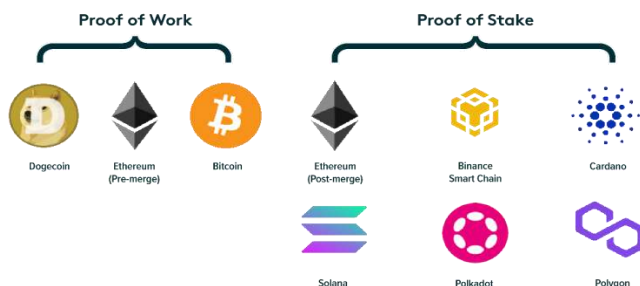 Proof of Work
Proof of Stake
Dogecoin
Ethereum
(Pre-merge)
Bitcoin
Ethereum
(Post-merge)
Binance
Smart Chain
Cardano
Solana
Polkadot
Polygon